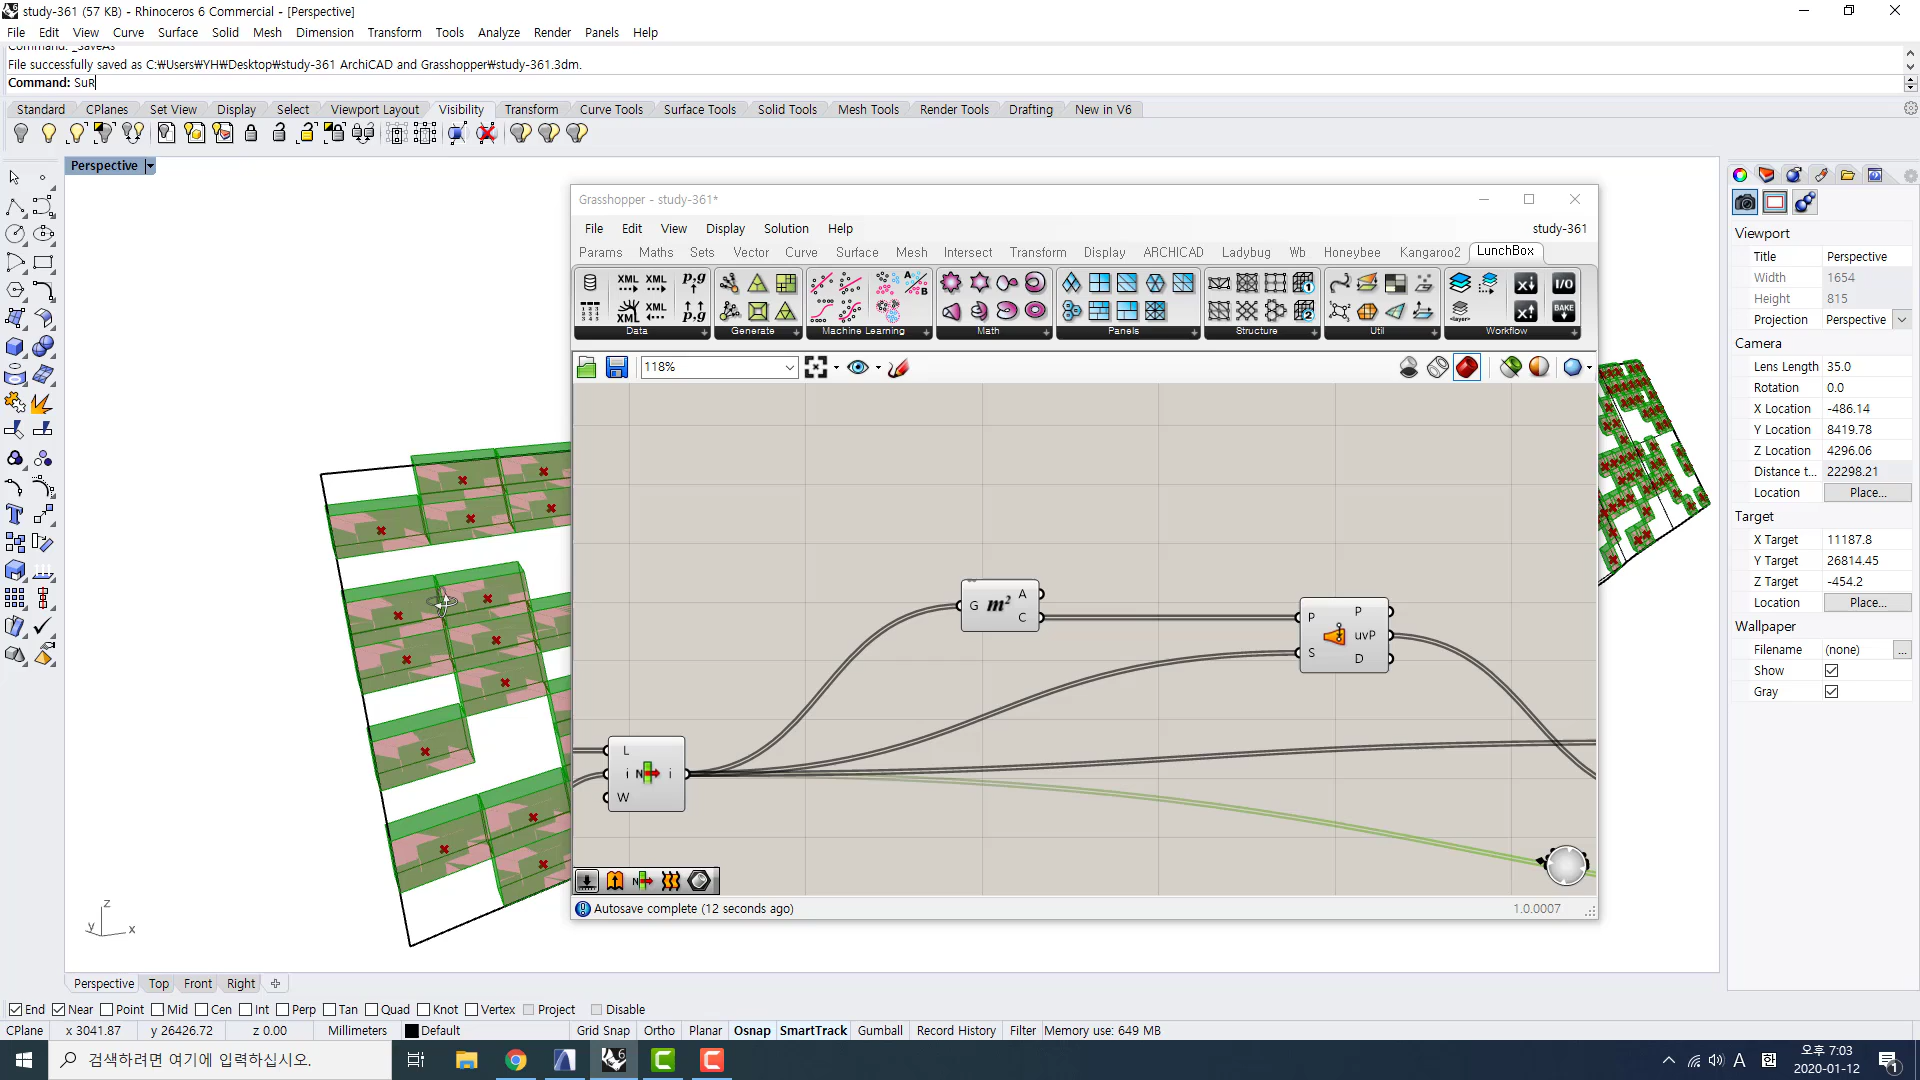 study-361 (57 KB) - Rhinoceros 6 Commercial - [Perspective]
File Edit View Curve Surface Solid Mesh Dimension Transform Tools Analyze Render Panels Help
Command: _SaveAs
File successfully saved as C:\Users\YH\Desktop\study-361 ArchiCAD and Grasshopper\study-361.3dm.
Command: SuR
Standard CPlanes Set View Display Select Viewport Layout Visibility Transform Curve Tools Surface Tools Solid Tools Mesh Tools Render Tools Drafting New in V6
Perspective
Grasshopper - study-361*
File Edit View Display Solution Help study-361
Params Maths Sets Vector Curve Surface Mesh Intersect Transform Display ARCHICAD Ladybug Wb Honeybee Kangaroo2 LunchBox
Data Generate Machine Learning Math Panels Structure Util Workflow
118%
G m² A
C
P
S
P
uvP
D
L
i
W
N
i
Autosave complete (12 seconds ago) 1.0.0007
Viewport
Title Perspective
Width 1654
Height 815
Projection Perspective
Camera
Lens Length 35.0
Rotation 0.0
X Location -486.14
Y Location 8419.78
Z Location 4296.06
Distance t... 22298.21
Location Place...
Target
X Target 11187.8
Y Target 26814.45
Z Target -454.2
Location Place...
Wallpaper
Filename (none) ...
Show
Gray
z
y x
Perspective Top Front Right
End Near Point Mid Cen Int Perp Tan Quad Knot Vertex Project Disable
CPlane x 3041.87 y 26426.72 z 0.00 Millimeters Default Grid Snap Ortho Planar Osnap SmartTrack Gumball Record History Filter Memory use: 649 MB
검색하려면 여기에 입력하십시오.
A 한
오후 7:03
2020-01-12
1